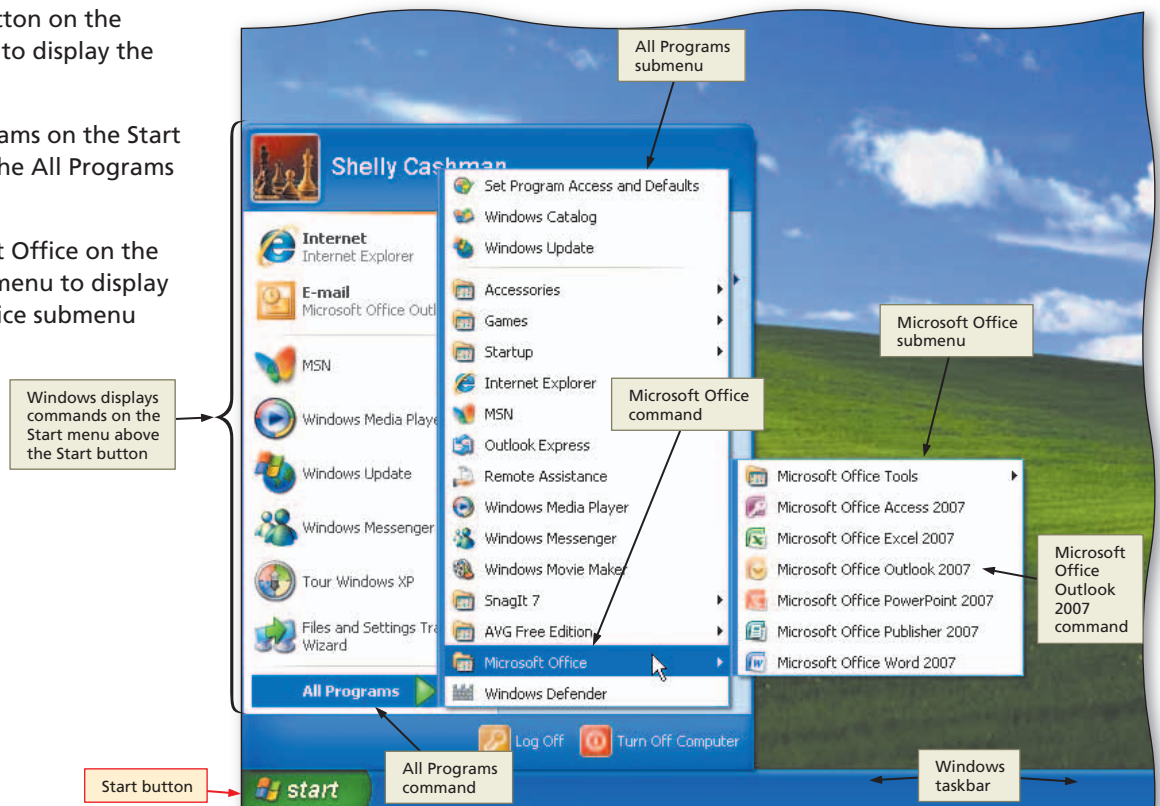 tton on the
to display the
ams on the Start
he All Programs
t Office on the
menu to display
ice submenu
Windows displays
commands on the
Start menu above
the Start button
Start button
All Programs
submenu
Shelly Cashman
Internet
Internet Explorer
E-mail
Microsoft Office Outl
MSN
Windows Media Playe
Windows Update
Windows Messenger
Tour Windows XP
Files and Settings Tra
Wizard
All Programs
Set Program Access and Defaults
Windows Catalog
Windows Update
Accessories
Games
Startup
Internet Explorer
MSN
Outlook Express
Remote Assistance
Windows Media Player
Windows Messenger
Windows Movie Maker
SnagIt 7
AVG Free Edition
Microsoft Office
Windows Defender
Microsoft Office
command
Microsoft Office
submenu
Microsoft Office Tools
Microsoft Office Access 2007
Microsoft Office Excel 2007
Microsoft Office Outlook 2007
Microsoft Office PowerPoint 2007
Microsoft Office Publisher 2007
Microsoft Office Word 2007
Microsoft
Office
Outlook
2007
command
Log Off
Turn Off Computer
start
All Programs
command
Windows
taskbar